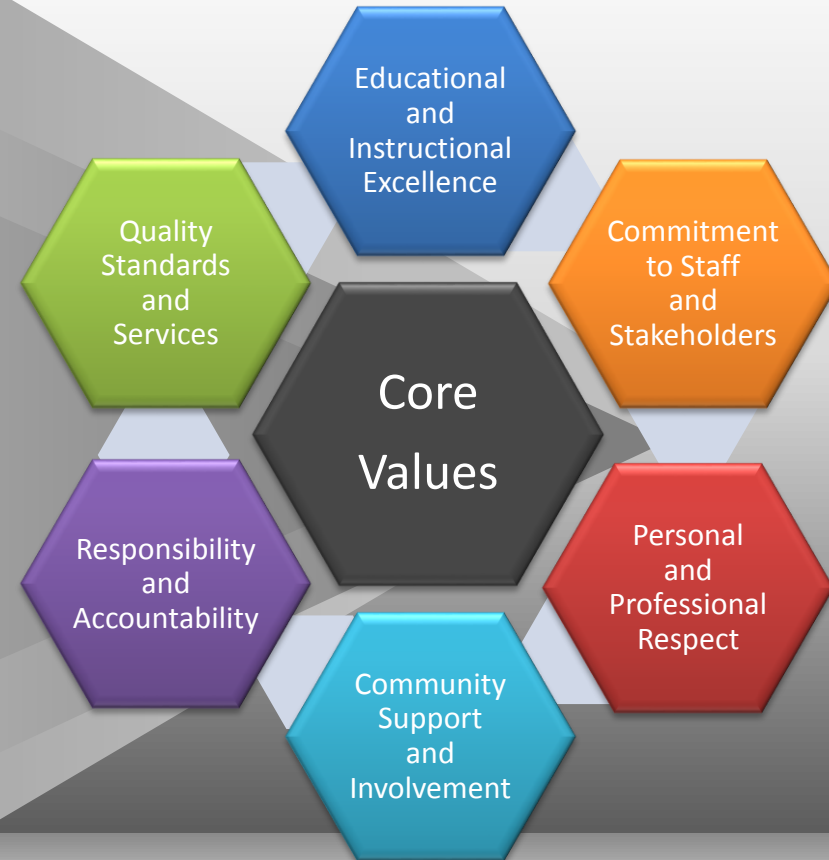 Educational
and
Instructional
Excellence
Commitment
to Staff
and
Stakeholders
Quality
Standards
and
Services
Core
Values
Personal
and
Professional
Respect
Responsibility
and
Accountability
Community
Support
and
Involvement